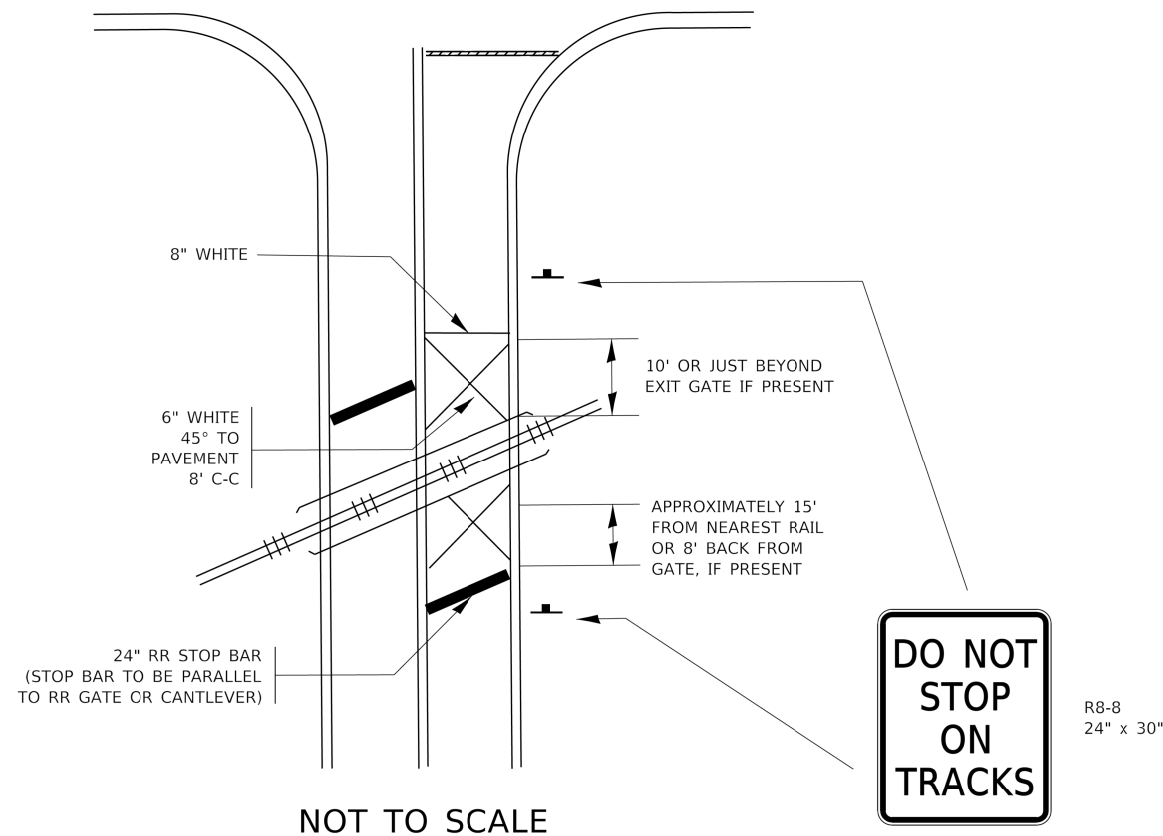 8" WHITE
10' OR JUST BEYOND
EXIT GATE IF PRESENT
6" WHITE
45° TO
PAVEMENT
8' C-C
APPROXIMATELY 15'
FROM NEAREST RAIL
OR 8' BACK FROM
GATE, IF PRESENT
24" RR STOP BAR
(STOP BAR TO BE PARALLEL
TO RR GATE OR CANTLEVER)
DO NOT
STOP
ON
TRACKS
R8-8
24" x 30"
NOT TO SCALE